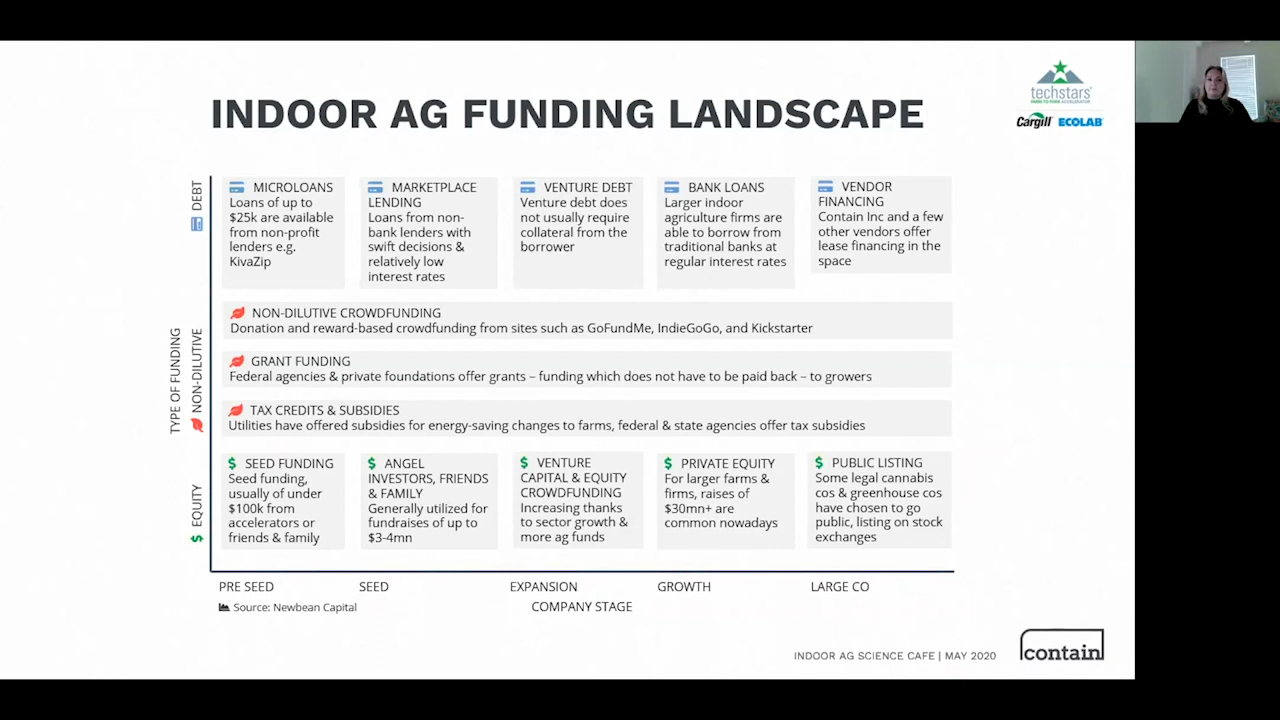 INDOOR AG FUNDING LANDSCAPE
techstars
FARM TO FORK ACCELERATOR
Cargill ECOLAB
TYPE OF FUNDING
DEBT
MICROLOANS
Loans of up to
$25k are available
from non-profit
lenders e.g.
KivaZip
MARKETPLACE
LENDING
Loans from non-
bank lenders with
swift decisions &
relatively low
interest rates
VENTURE DEBT
Venture debt does
not usually require
collateral from the
borrower
BANK LOANS
Larger indoor
agriculture firms are
able to borrow from
traditional banks at
regular interest rates
VENDOR
FINANCING
Contain Inc and a few
other vendors offer
lease financing in the
space
NON-DILUTIVE
NON-DILUTIVE CROWDFUNDING
Donation and reward-based crowdfunding from sites such as GoFundMe, IndieGoGo, and Kickstarter
GRANT FUNDING
Federal agencies & private foundations offer grants – funding which does not have to be paid back – to growers
TAX CREDITS & SUBSIDIES
Utilities have offered subsidies for energy-saving changes to farms, federal & state agencies offer tax subsidies
$ EQUITY
$ SEED FUNDING
Seed funding,
usually of under
$100k from
accelerators or
friends & family
$ ANGEL
INVESTORS, FRIENDS
& FAMILY
Generally utilized for
fundraises of up to
$3-4mn
$ VENTURE
CAPITAL & EQUITY
CROWDFUNDING
Increasing thanks
to sector growth &
more ag funds
$ PRIVATE EQUITY
For larger farms &
firms, raises of
$30mn+ are
common nowadays
$ PUBLIC LISTING
Some legal cannabis
cos & greenhouse cos
have chosen to go
public, listing on stock
exchanges
PRE SEED
SEED
EXPANSION
GROWTH
LARGE CO
Source: Newbean Capital
COMPANY STAGE
INDOOR AG SCIENCE CAFE | MAY 2020
contain